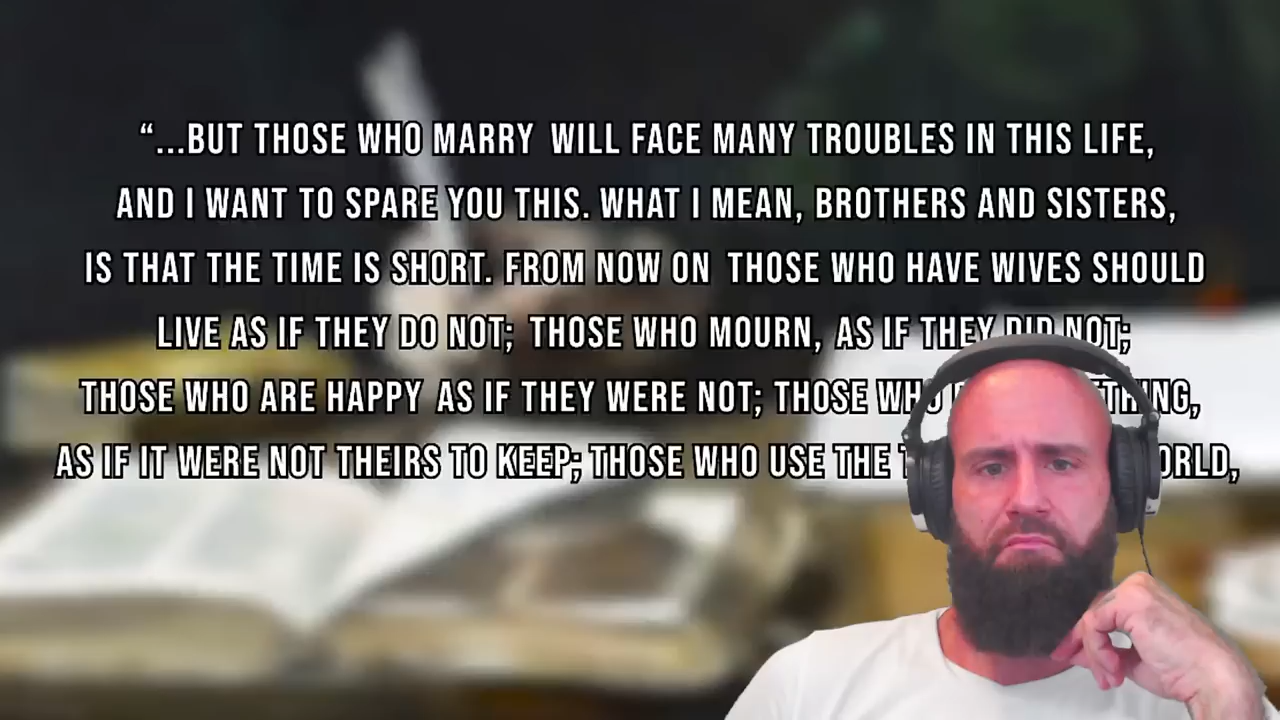 “...BUT THOSE WHO MARRY WILL FACE MANY TROUBLES IN THIS LIFE,
AND I WANT TO SPARE YOU THIS. WHAT I MEAN, BROTHERS AND SISTERS,
IS THAT THE TIME IS SHORT. FROM NOW ON THOSE WHO HAVE WIVES SHOULD
LIVE AS IF THEY DO NOT; THOSE WHO MOURN, AS IF THEY DID NOT;
THOSE WHO ARE HAPPY AS IF THEY WERE NOT; THOSE WHO
AS IF IT WERE NOT THEIRS TO KEEP; THOSE WHO USE THE